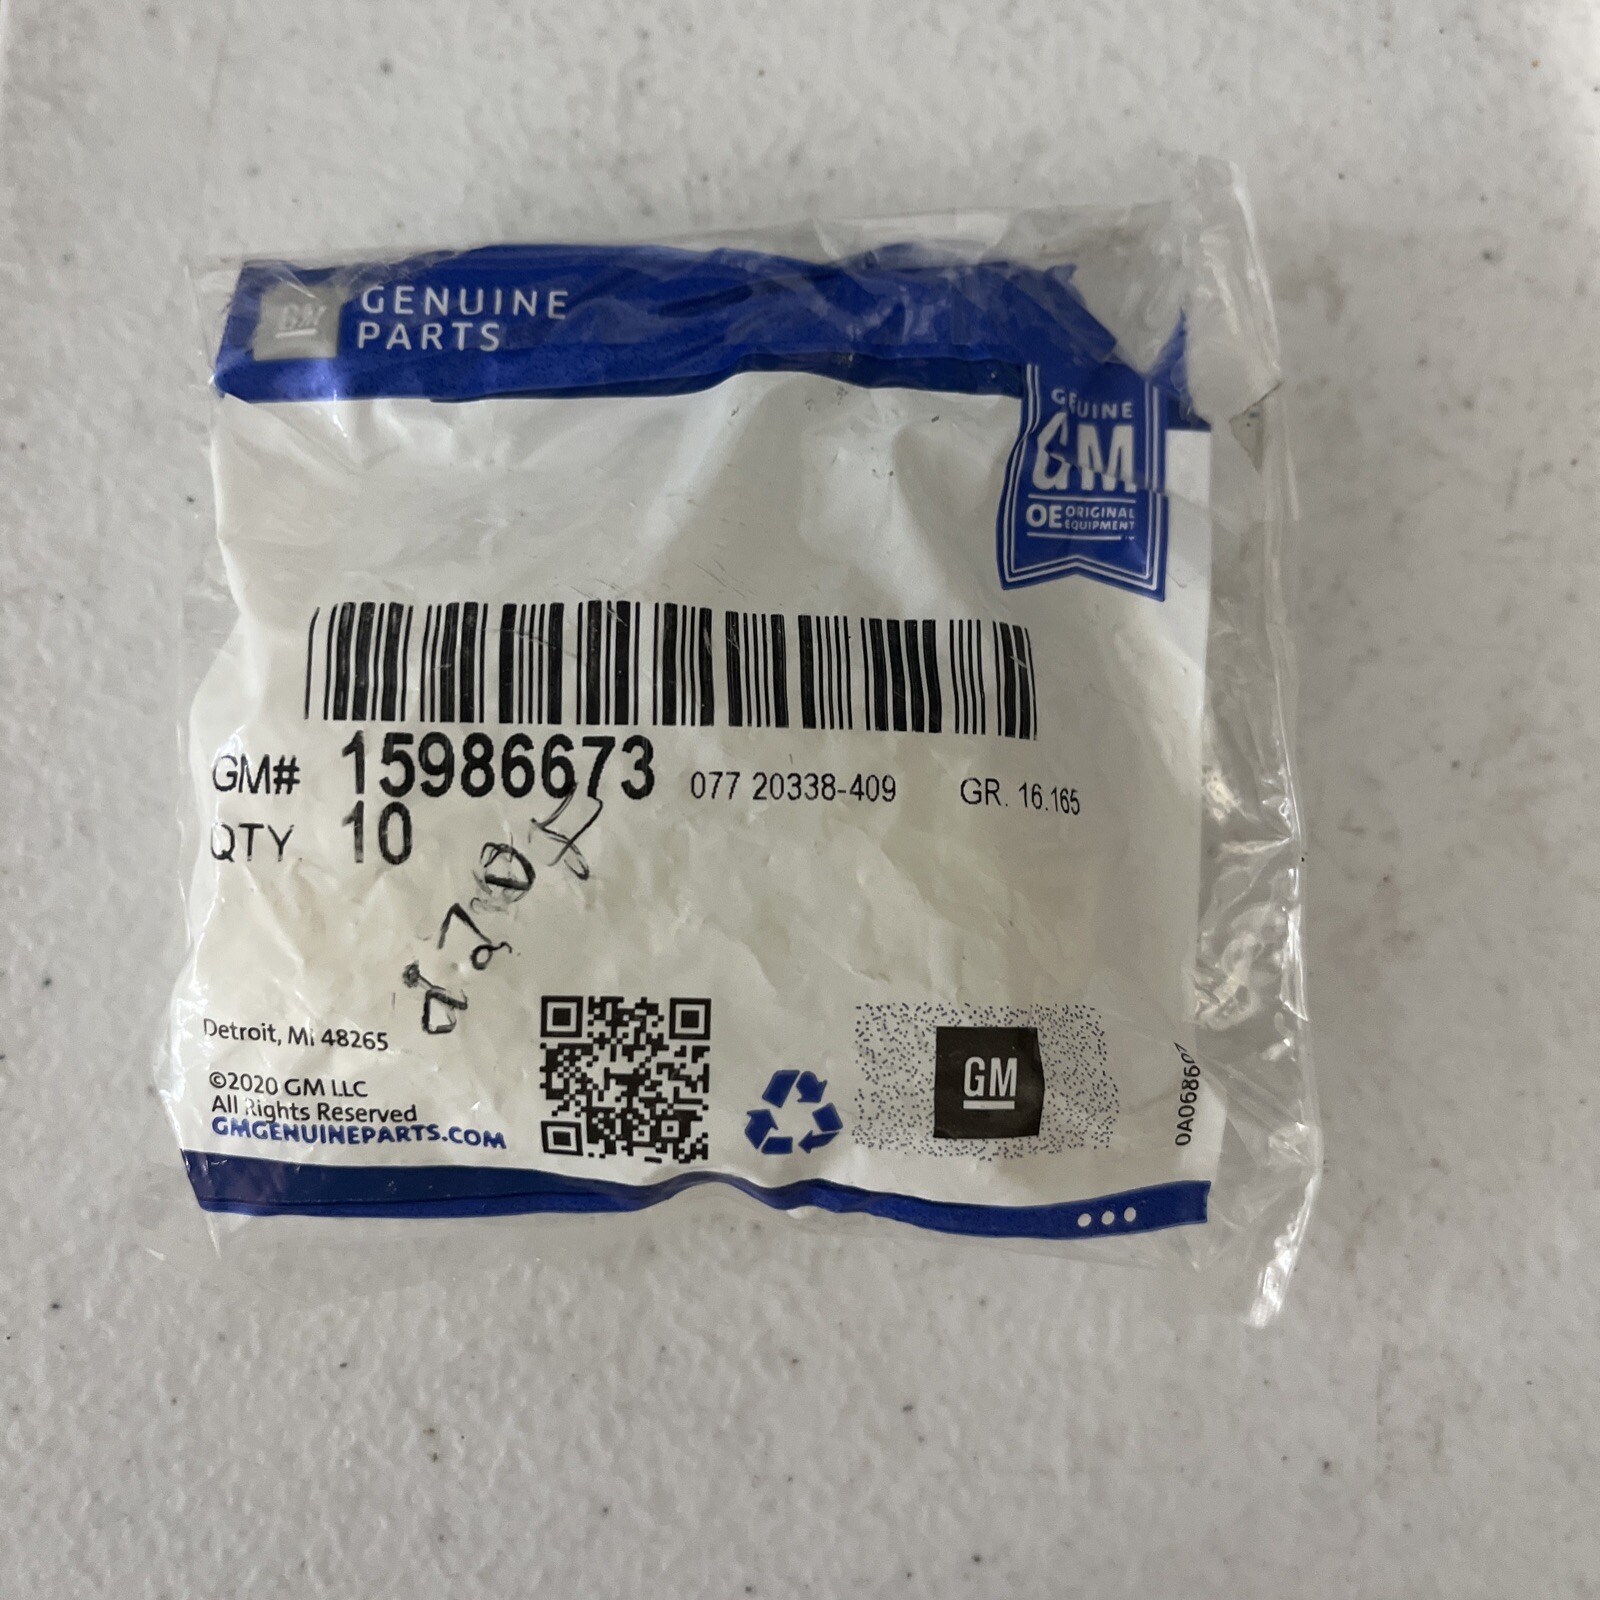 GM
GENUINE
PARTS
GM
OE ORIGINAL
EQUIPMENT
GM# 15986673 077 20338-409 GR. 16.165
QTY. 10
Detroit, MI 48265
©2020 GM LLC
All Rights Reserved
GMGENUINEPARTS.COM
GM